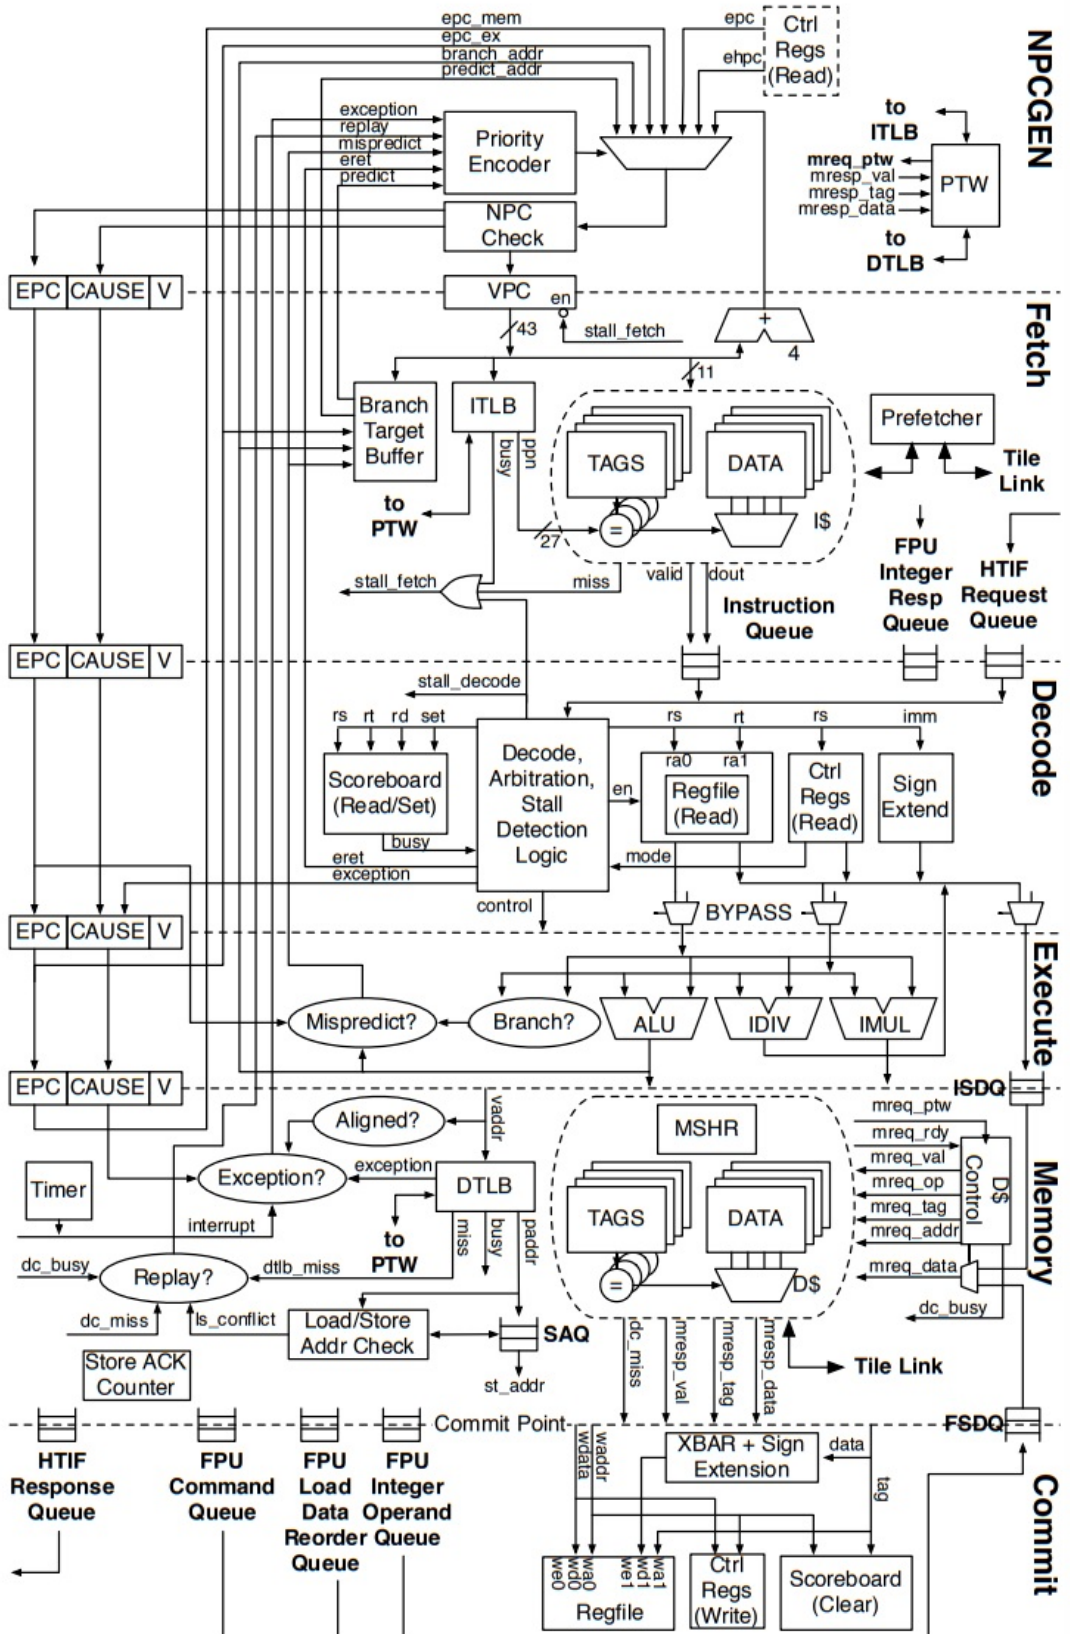 epc_mem
epc_ex
branch_addr
predict_addr
epc
ehpc
Ctrl
Regs
(Read)
NPCGEN
exception
replay
mispredict
eret
predict
Priority
Encoder
to
ITLB
mreq_ptw
mresp_val
mresp_tag
mresp_data
PTW
to
DTLB
NPC
Check
EPC CAUSE V
VPC
en
43
stall_fetch
+
4
11
Fetch
Branch
Target
Buffer
ITLB
busy
ppn
to
PTW
27
TAGS
DATA
=
I$
Prefetcher
Tile
Link
stall_fetch
miss
valid
dout
Instruction
Queue
FPU
Integer
Resp
Queue
HTIF
Request
Queue
EPC CAUSE V
Decode
stall_decode
rs rt rd set
Scoreboard
(Read/Set)
busy
Decode,
Arbitration,
Stall
Detection
Logic
en
rs
rt
rs
imm
ra0
ra1
Regfile
(Read)
Ctrl
Regs
(Read)
Sign
Extend
mode
eret
exception
control
BYPASS
EPC CAUSE V
Execute
Mispredict?
Branch?
ALU
IDIV
IMUL
EPC CAUSE V
ISDQ
Memory
Aligned?
vaddr
Exception?
exception
DTLB
Timer
interrupt
to
PTW
miss
busy
paddr
dc_busy
Replay?
dtlb_miss
dc_miss
ls_conflict
Load/Store
Addr Check
SAQ
st_addr
Store ACK
Counter
MSHR
TAGS
DATA
=
D$
mreq_ptw
mreq_rdy
mreq_val
mreq_op
mreq_tag
mreq_addr
mreq_data
D$
Control
dc_busy
dc_miss
mresp_val
mresp_tag
mresp_data
Tile Link
Commit Point
FSDQ
Commit
HTIF
Response
Queue
FPU
Command
Queue
FPU
Load
Data
Reorder
Queue
FPU
Integer
Operand
Queue
wdata
waddr
XBAR + Sign
Extension
data
tag
we0
wd0
wa0
we1
wd1
wa1
Regfile
Ctrl
Regs
(Write)
Scoreboard
(Clear)